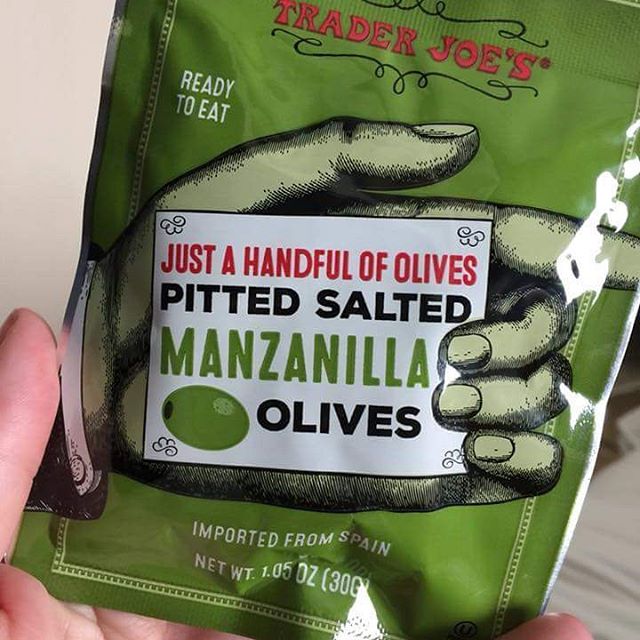 TRADER JOE'S®
READY
TO EAT
JUST A HANDFUL OF OLIVES
PITTED SALTED
MANZANILLA
OLIVES
IMPORTED FROM SPAIN
NET WT. 1.05 OZ (30G)